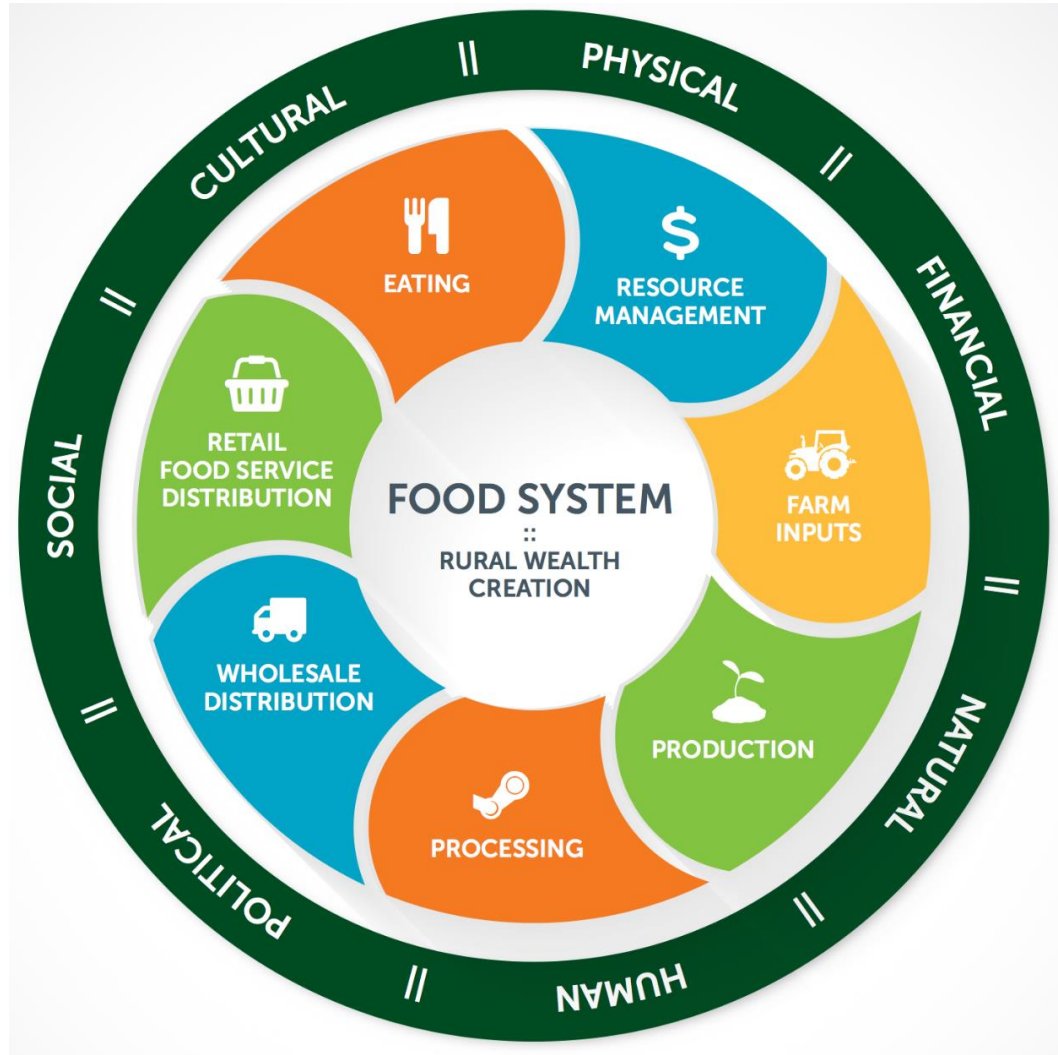 PHYSICAL
||
FINANCIAL
||
NATURAL
||
HUMAN
||
POLITICAL
||
SOCIAL
||
CULTURAL
||
$
RESOURCE
MANAGEMENT
FARM
INPUTS
PRODUCTION
PROCESSING
WHOLESALE
DISTRIBUTION
RETAIL
FOOD SERVICE
DISTRIBUTION
EATING
FOOD SYSTEM
::
RURAL WEALTH
CREATION